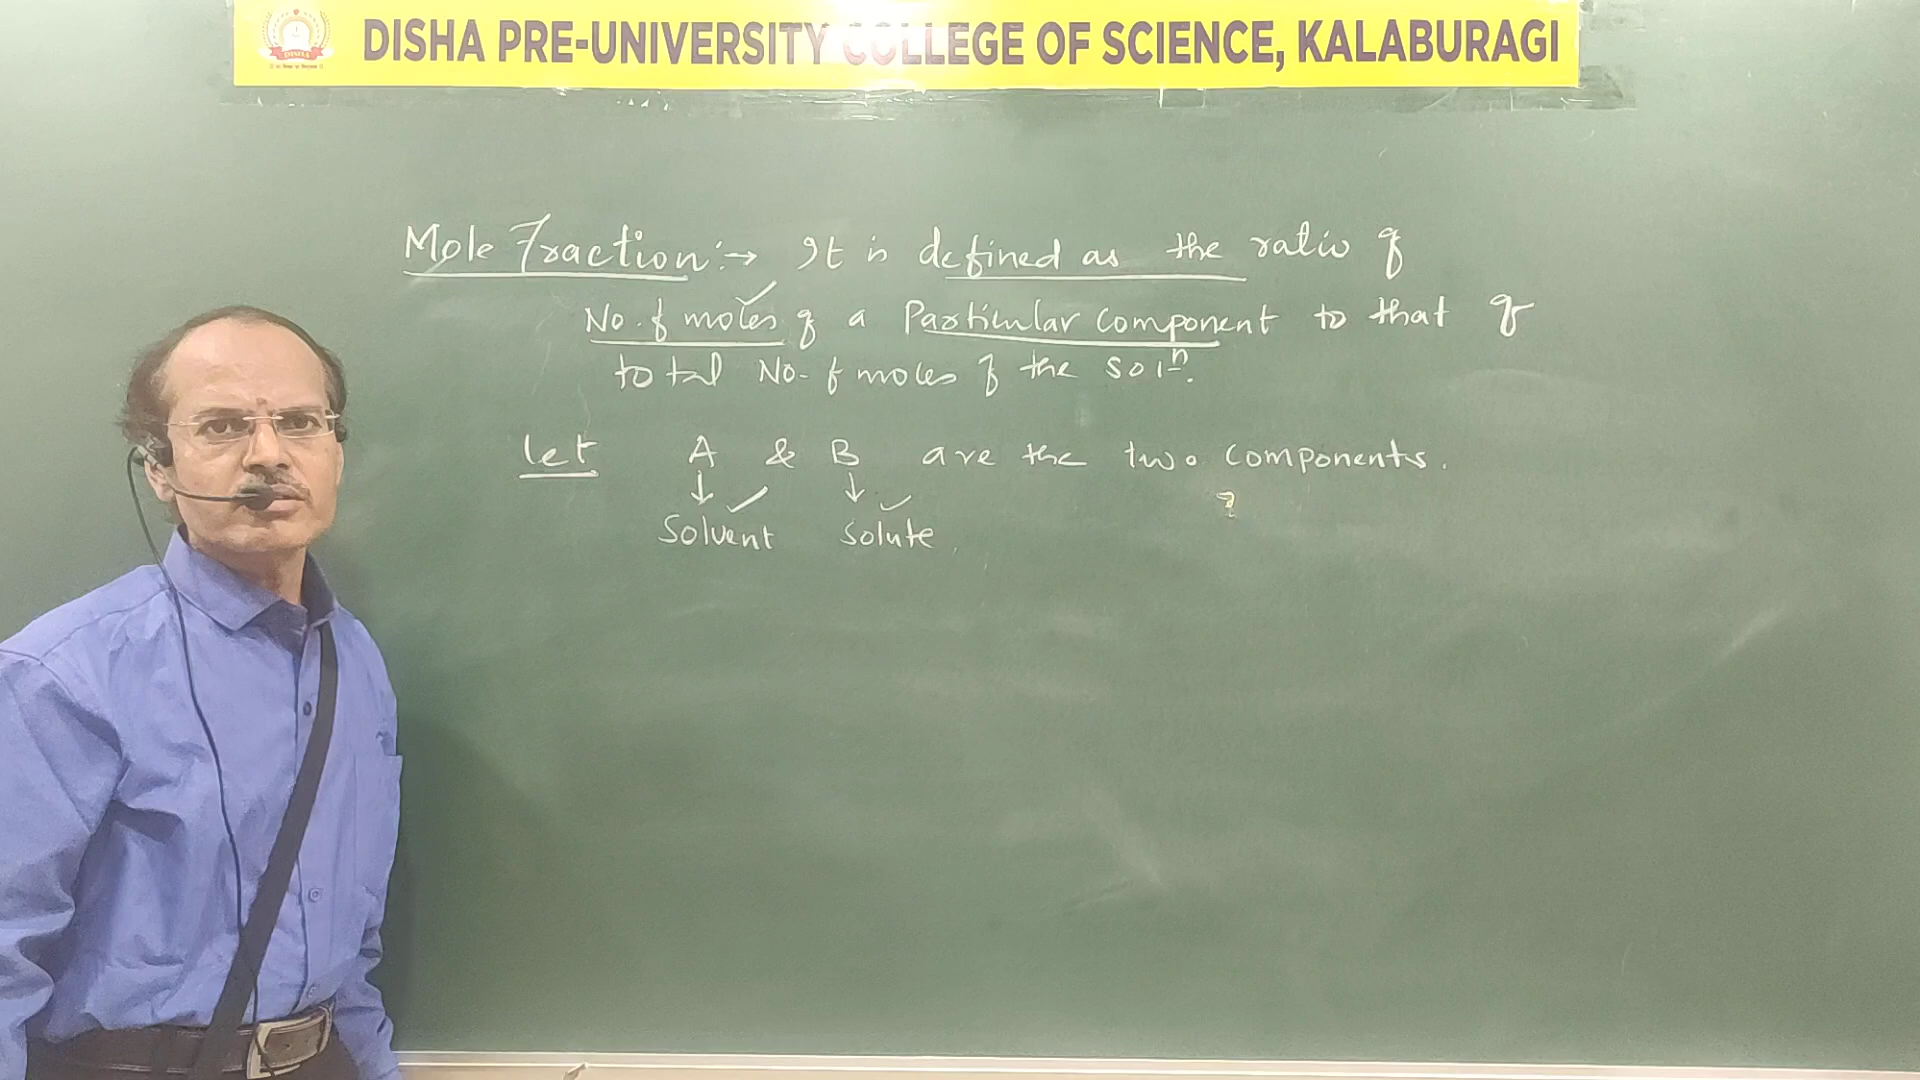 DISHA PRE-UNIVERSITY COLLEGE OF SCIENCE, KALABURAGI
DISHA
Mole Fraction :→ It is defined as the ratio of
No. of moles of a Particular component to that of
total No. of moles of the solⁿ.
let A & B are the two components.
↓ ↓
Solvent Solute